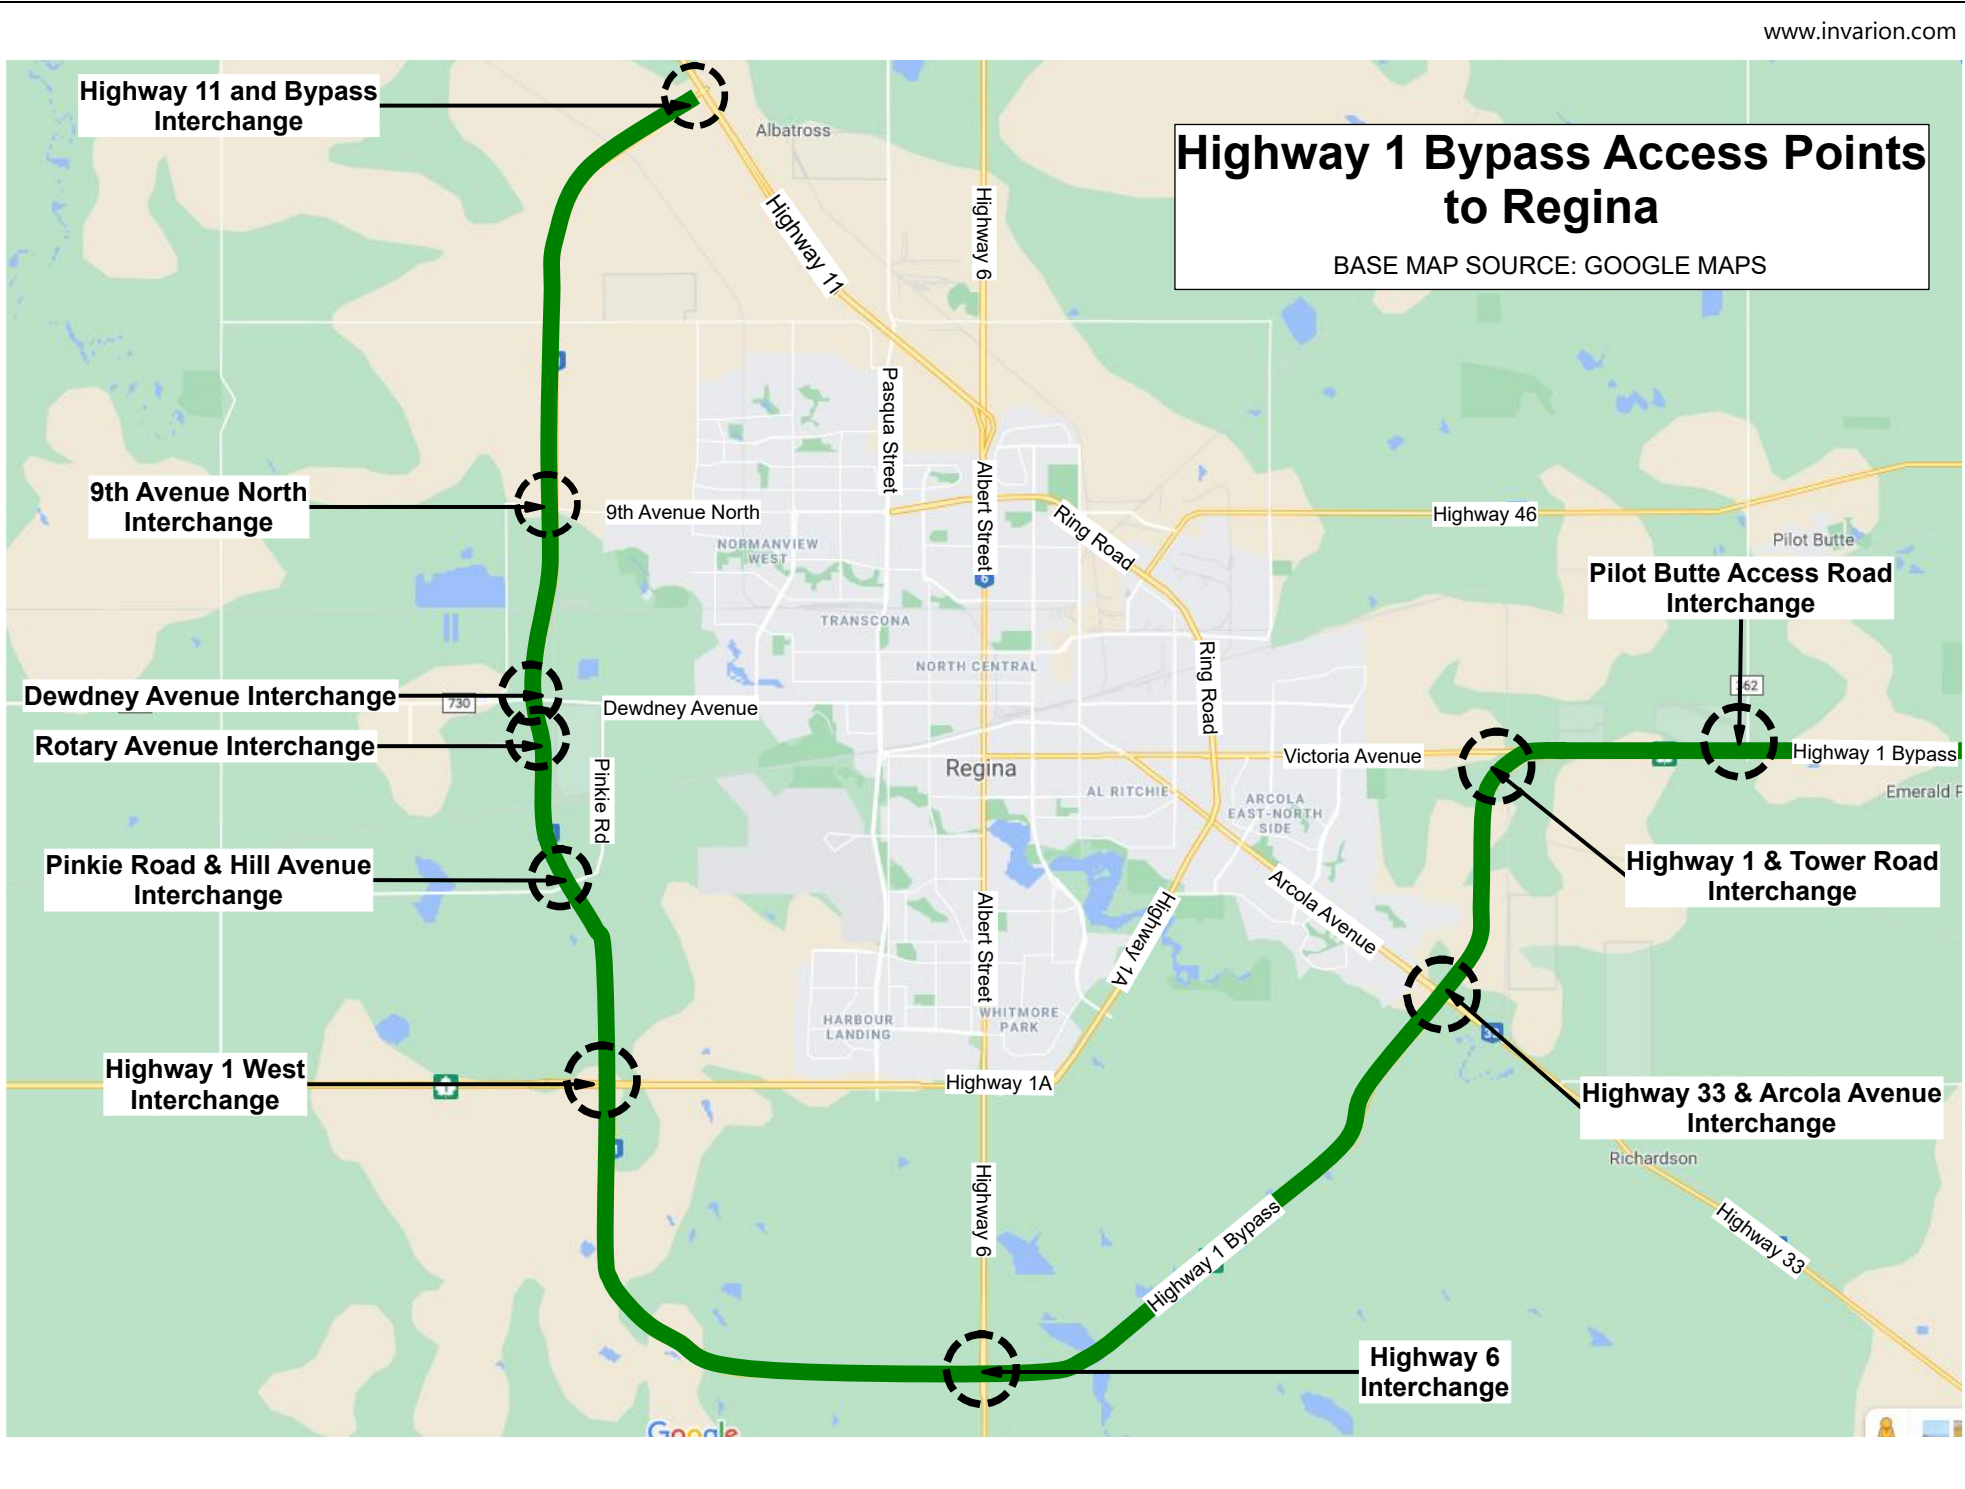 www.invarion.com
Highway 11 and Bypass
Interchange
Albatross
Highway 1 Bypass Access Points
to Regina
BASE MAP SOURCE: GOOGLE MAPS
Highway 11
Highway 6
Pasqua Street
9th Avenue North
Interchange
9th Avenue North
Albert Street
Ring Road
Highway 46
NORMANVIEW
WEST
Pilot Butte
Pilot Butte Access Road
Interchange
6
TRANSCONA
NORTH CENTRAL
Ring Road
Dewdney Avenue Interchange
730
Dewdney Avenue
Rotary Avenue Interchange
Pinkie Rd
Regina
Victoria Avenue
Highway 1 Bypass
AL RITCHIE
ARCOLA
EAST-NORTH
SIDE
Emerald P
Pinkie Road & Hill Avenue
Interchange
Highway 1 & Tower Road
Interchange
Arcola Avenue
Albert Street
Highway 1A
HARBOUR
LANDING
WHITMORE
PARK
Highway 1 West
Interchange
Highway 1A
Highway 33 & Arcola Avenue
Interchange
Richardson
Highway 6
Highway 1 Bypass
Highway 33
Highway 6
Interchange
Google